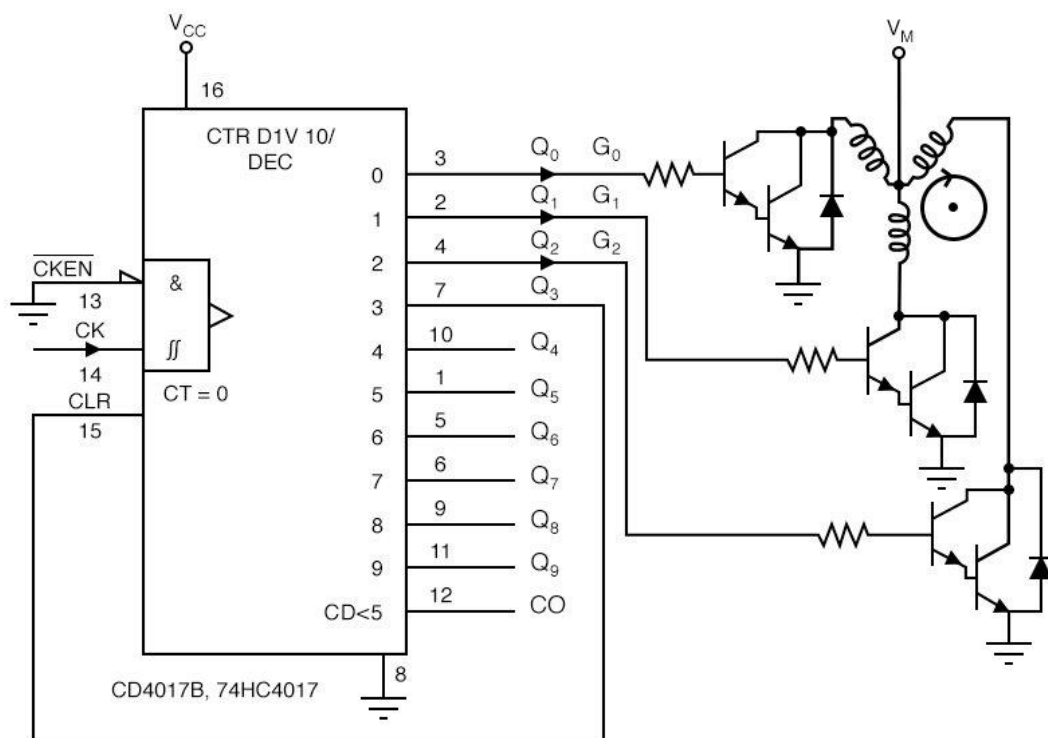 V_CC
V_M
16
CTR D1V 10/
DEC
0 3 Q_0 G_0
1 2 Q_1 G_1
2 4 Q_2 G_2
3 7 Q_3
4 10 Q_4
5 1 Q_5
6 5 Q_6
7 6 Q_7
8 9 Q_8
9 11 Q_9
CD<5 12 CO
C̅K̅E̅N̅
13
&
CK
14
∫∫
CLR
15
CT = 0
8
CD4017B, 74HC4017